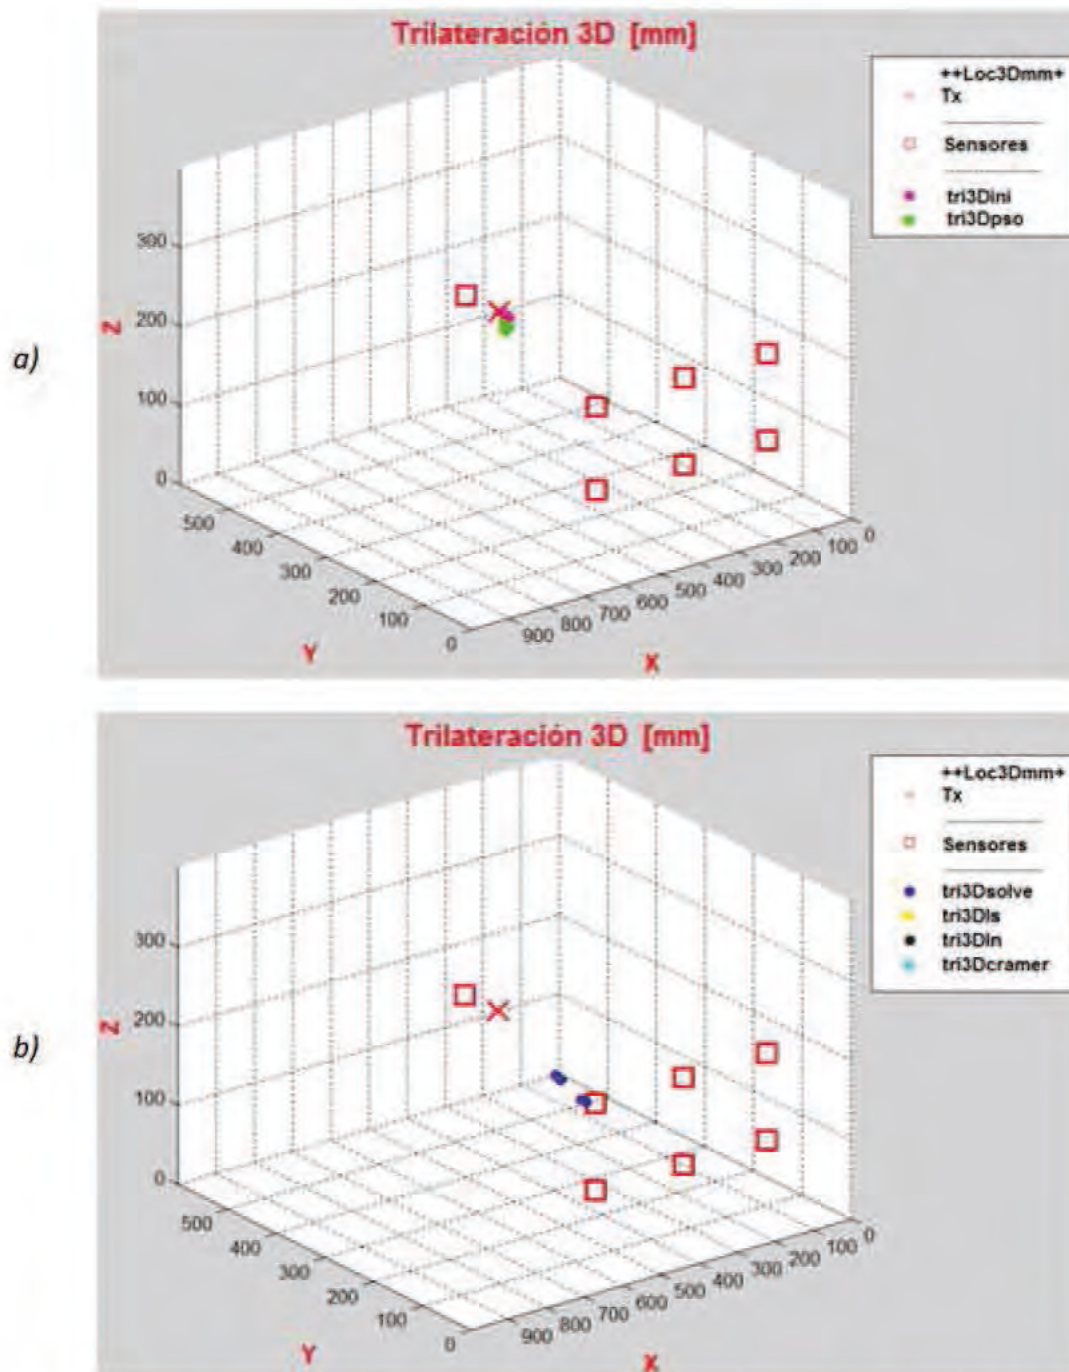 a)
Trilateración 3D [mm]
++Loc3Dmm+
Tx
Sensores
tri3Dini
tri3Dpso
Z
300
200
100
0
500
400
300
200
100
0
Y
900
800
700
600
500
400
300
200
100
0
X
b)
Trilateración 3D [mm]
++Loc3Dmm+
Tx
Sensores
tri3Dsolve
tri3Dls
tri3Dln
tri3Dcramer
Z
300
200
100
0
500
400
300
200
100
0
Y
900
800
700
600
500
400
300
200
100
0
X